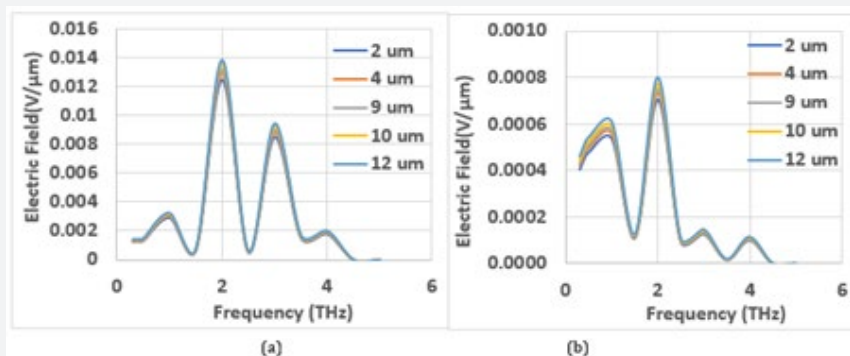 0.016
0.014
0.012
0.01
0.008
0.006
0.004
0.002
0
Electric Field(V/µm)
2 um
4 um
9 um
10 um
12 um
0
2
4
6
Frequency (THz)
(a)
0.0010
0.0008
0.0006
0.0004
0.0002
0.0000
Electric Field(V/µm)
2 um
4 um
9 um
10 um
12 um
0
2
4
6
Frequency (THz)
(b)